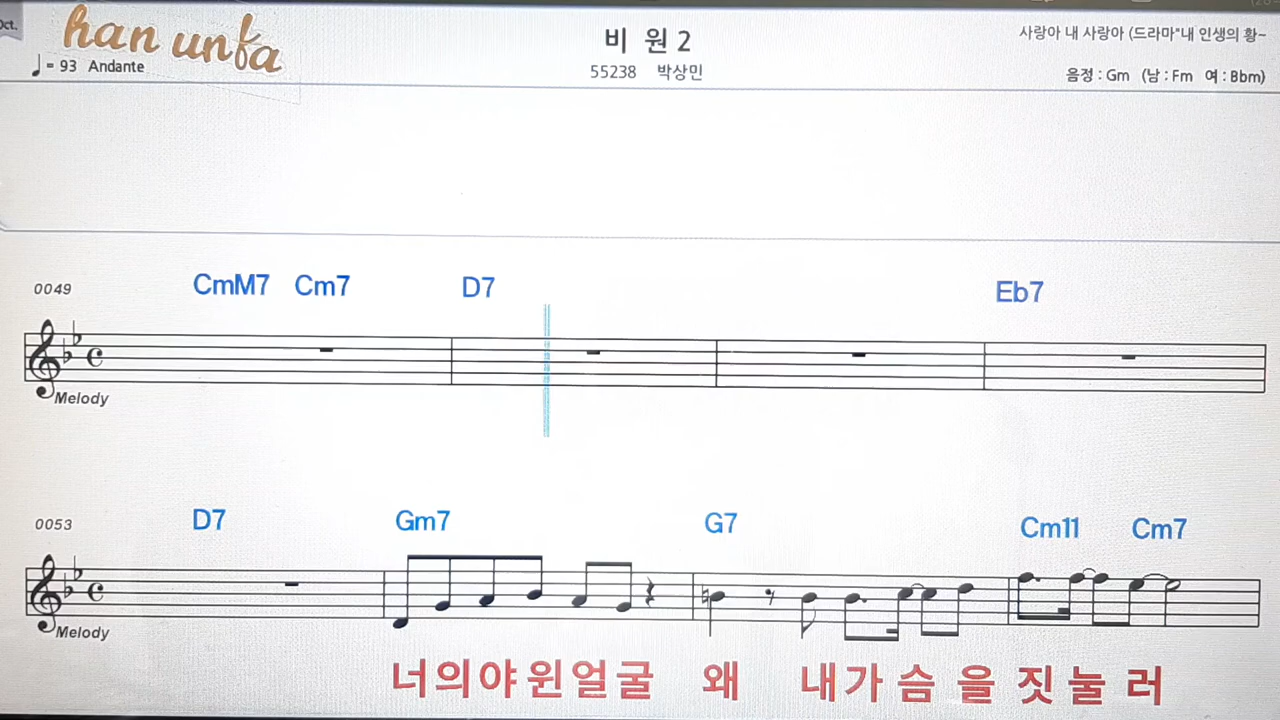 Oct.
han unfa
= 93 Andante
비 원 2
55238 박상민
사랑아 내 사랑아 (드라마"내 인생의 황~
음정 : Gm (남 : Fm 여 : Bbm)
0049 CmM7 Cm7 D7 Eb7
Melody
0053 D7 Gm7 G7 Cm11 Cm7
Melody
너의야윈얼굴 왜 내가슴을짓눌러